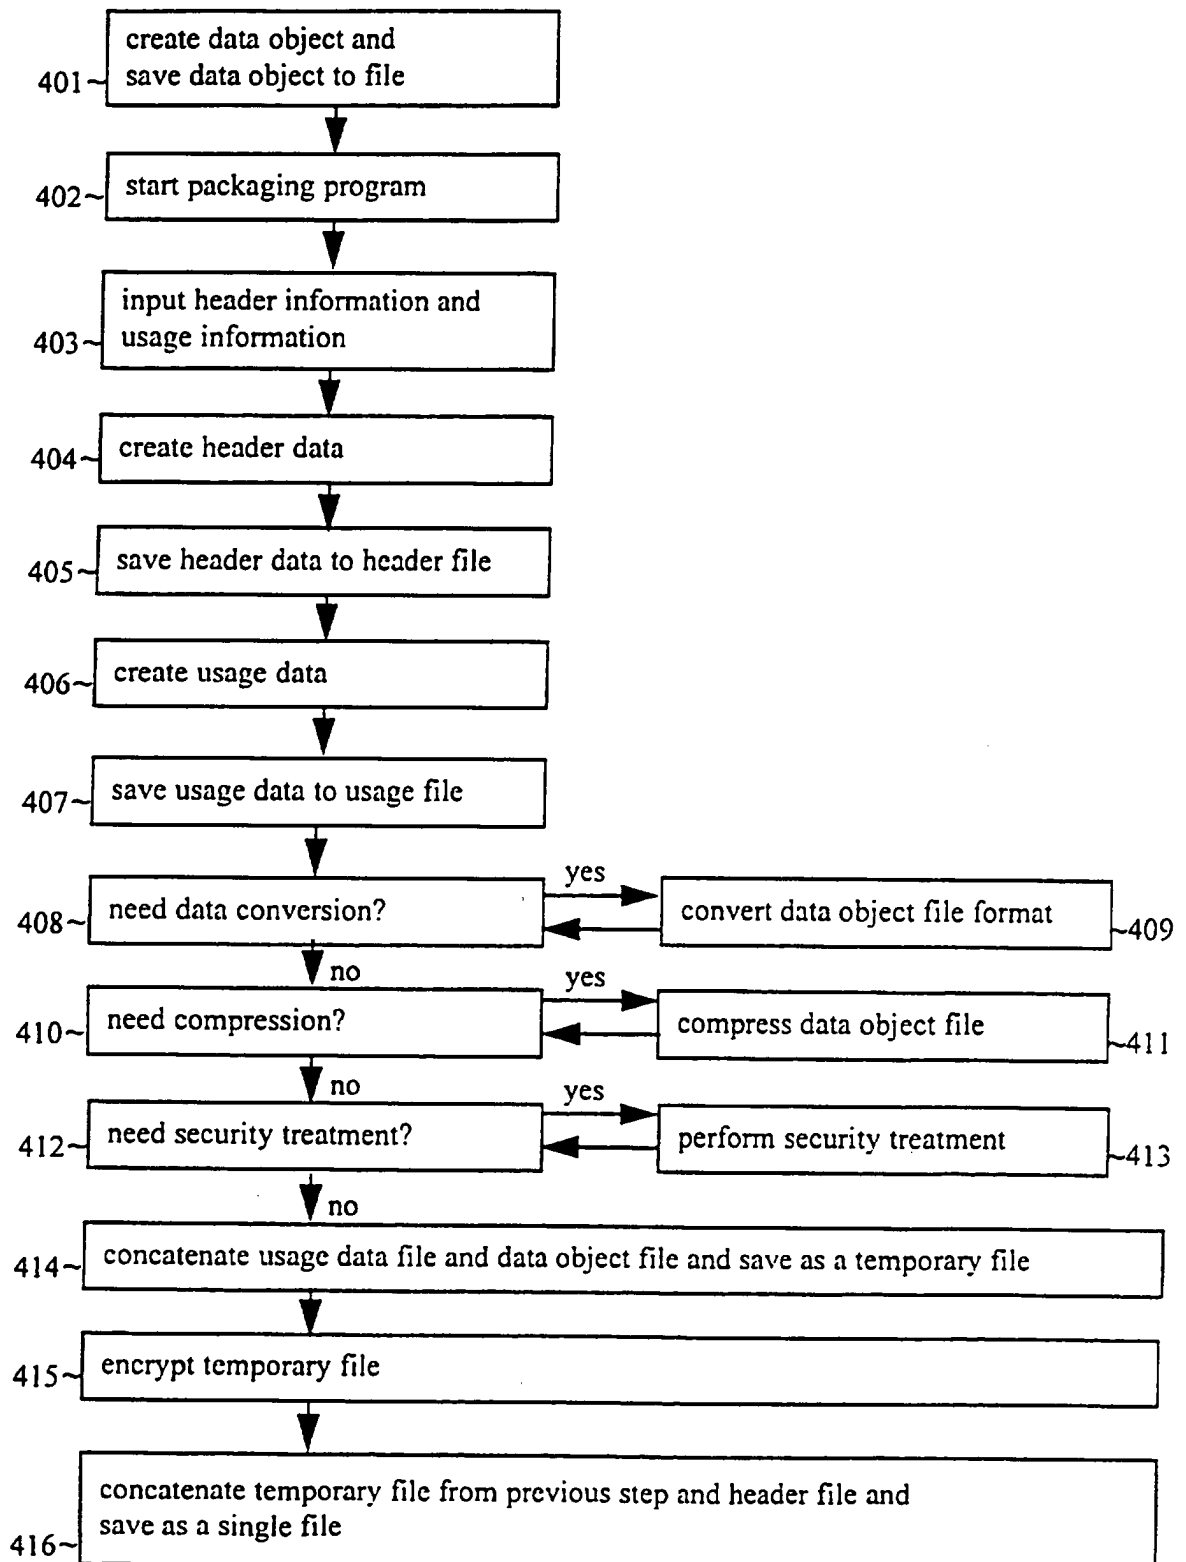 create data object and
save data object to file
401~
start packaging program
402~
input header information and
usage information
403~
create header data
404~
save header data to header file
405~
create usage data
406~
save usage data to usage file
407~
need data conversion?
408~
yes
convert data object file format
~409
no
need compression?
410~
yes
compress data object file
~411
no
need security treatment?
412~
yes
perform security treatment
~413
no
concatenate usage data file and data object file and save as a temporary file
414~
encrypt temporary file
415~
concatenate temporary file from previous step and header file and
save as a single file
416~